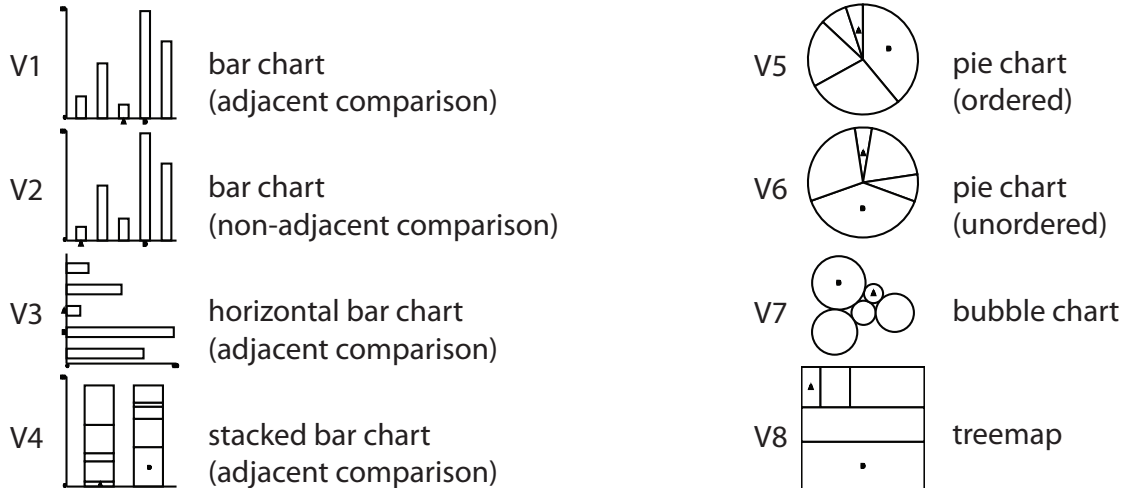 V1
bar chart
(adjacent comparison)
V2
bar chart
(non-adjacent comparison)
V3
horizontal bar chart
(adjacent comparison)
V4
stacked bar chart
(adjacent comparison)
V5
pie chart
(ordered)
V6
pie chart
(unordered)
V7
bubble chart
V8
treemap